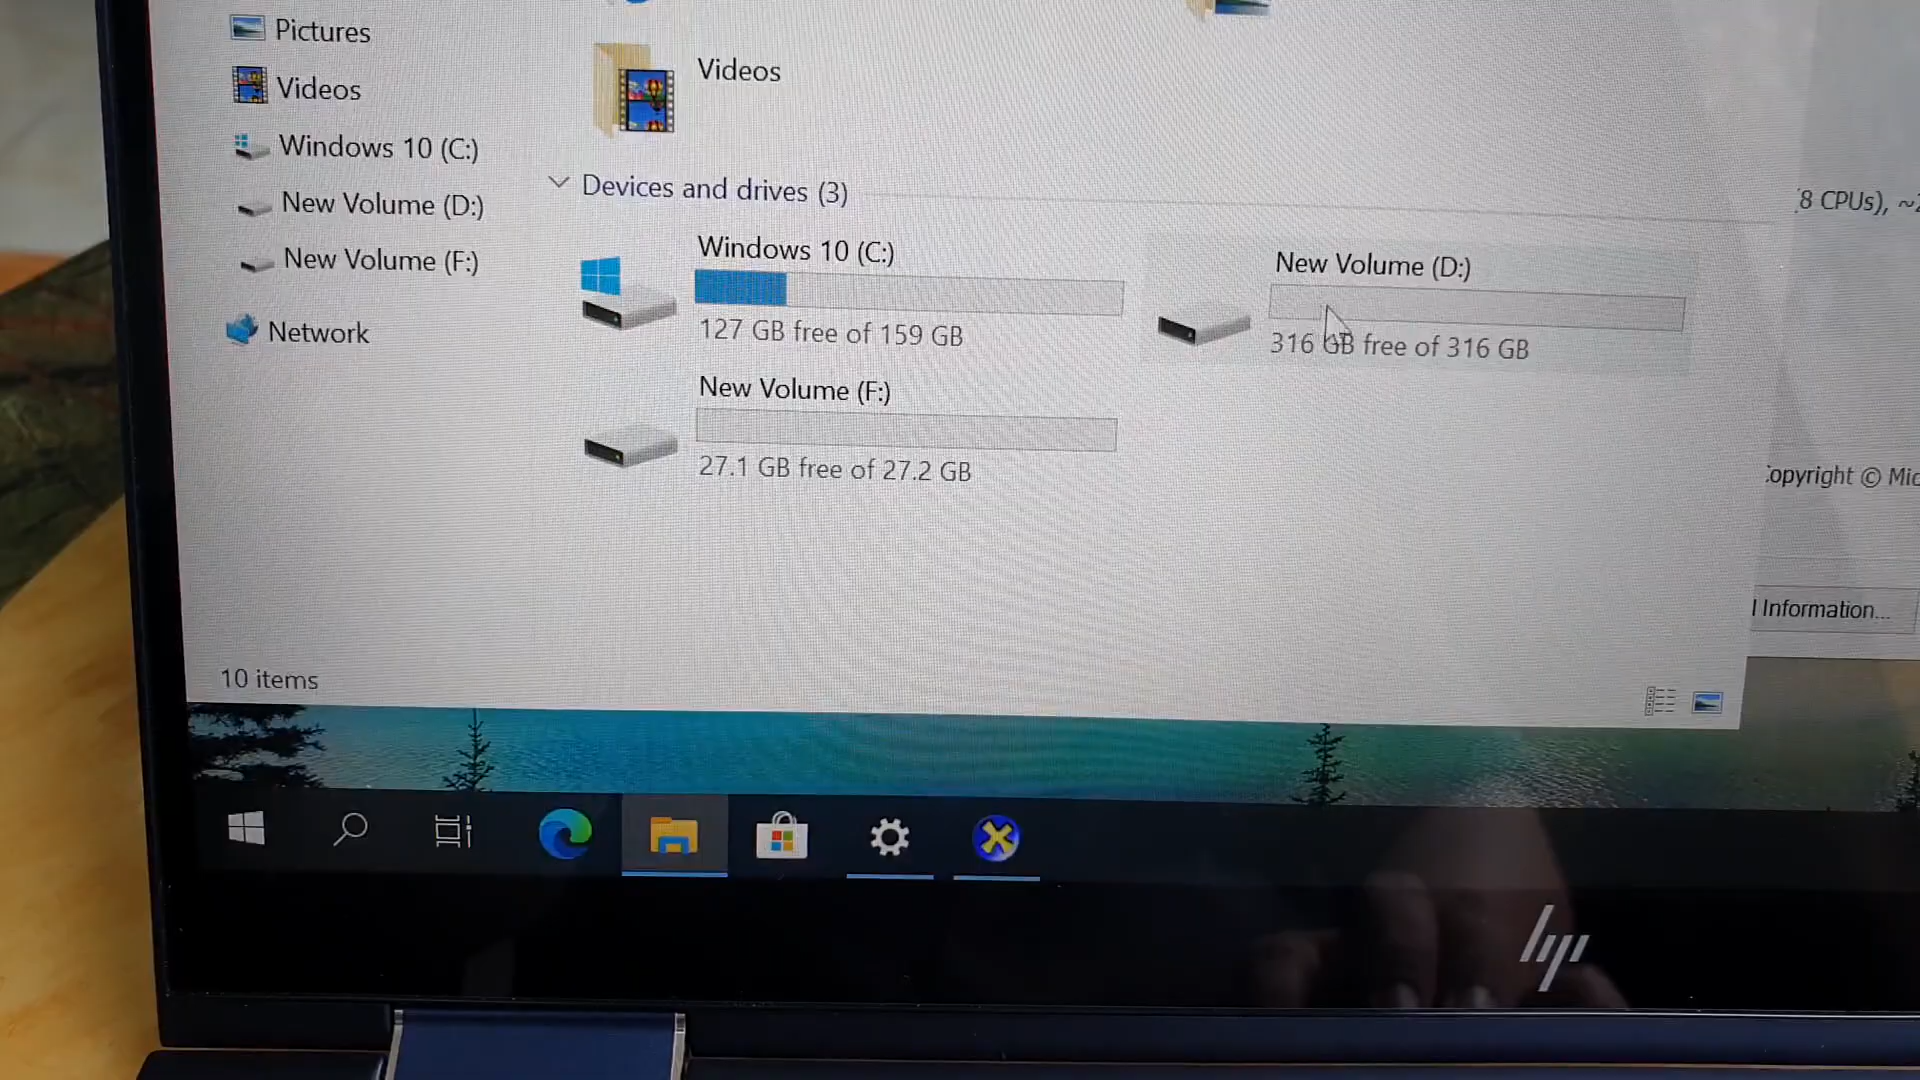 Pictures
Videos
Videos
Windows 10 (C:)
New Volume (D:)
New Volume (F:)
Network
Devices and drives (3)
Windows 10 (C:)
127 GB free of 159 GB
New Volume (D:)
316 GB free of 316 GB
New Volume (F:)
27.1 GB free of 27.2 GB
8 CPUs), ~
opyright © Mic
l Information...
10 items
hp